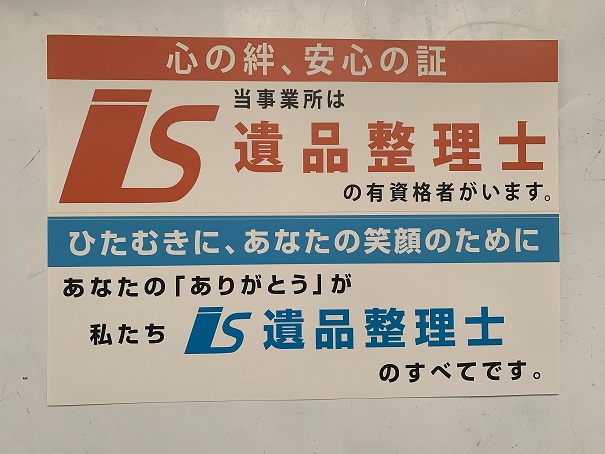 心の絆、安心の証
当事業所は
is 遺品整理士
の有資格者がいます。
ひたむきに、あなたの笑顔のために
あなたの「ありがとう」が
私たち is 遺品整理士
のすべてです。